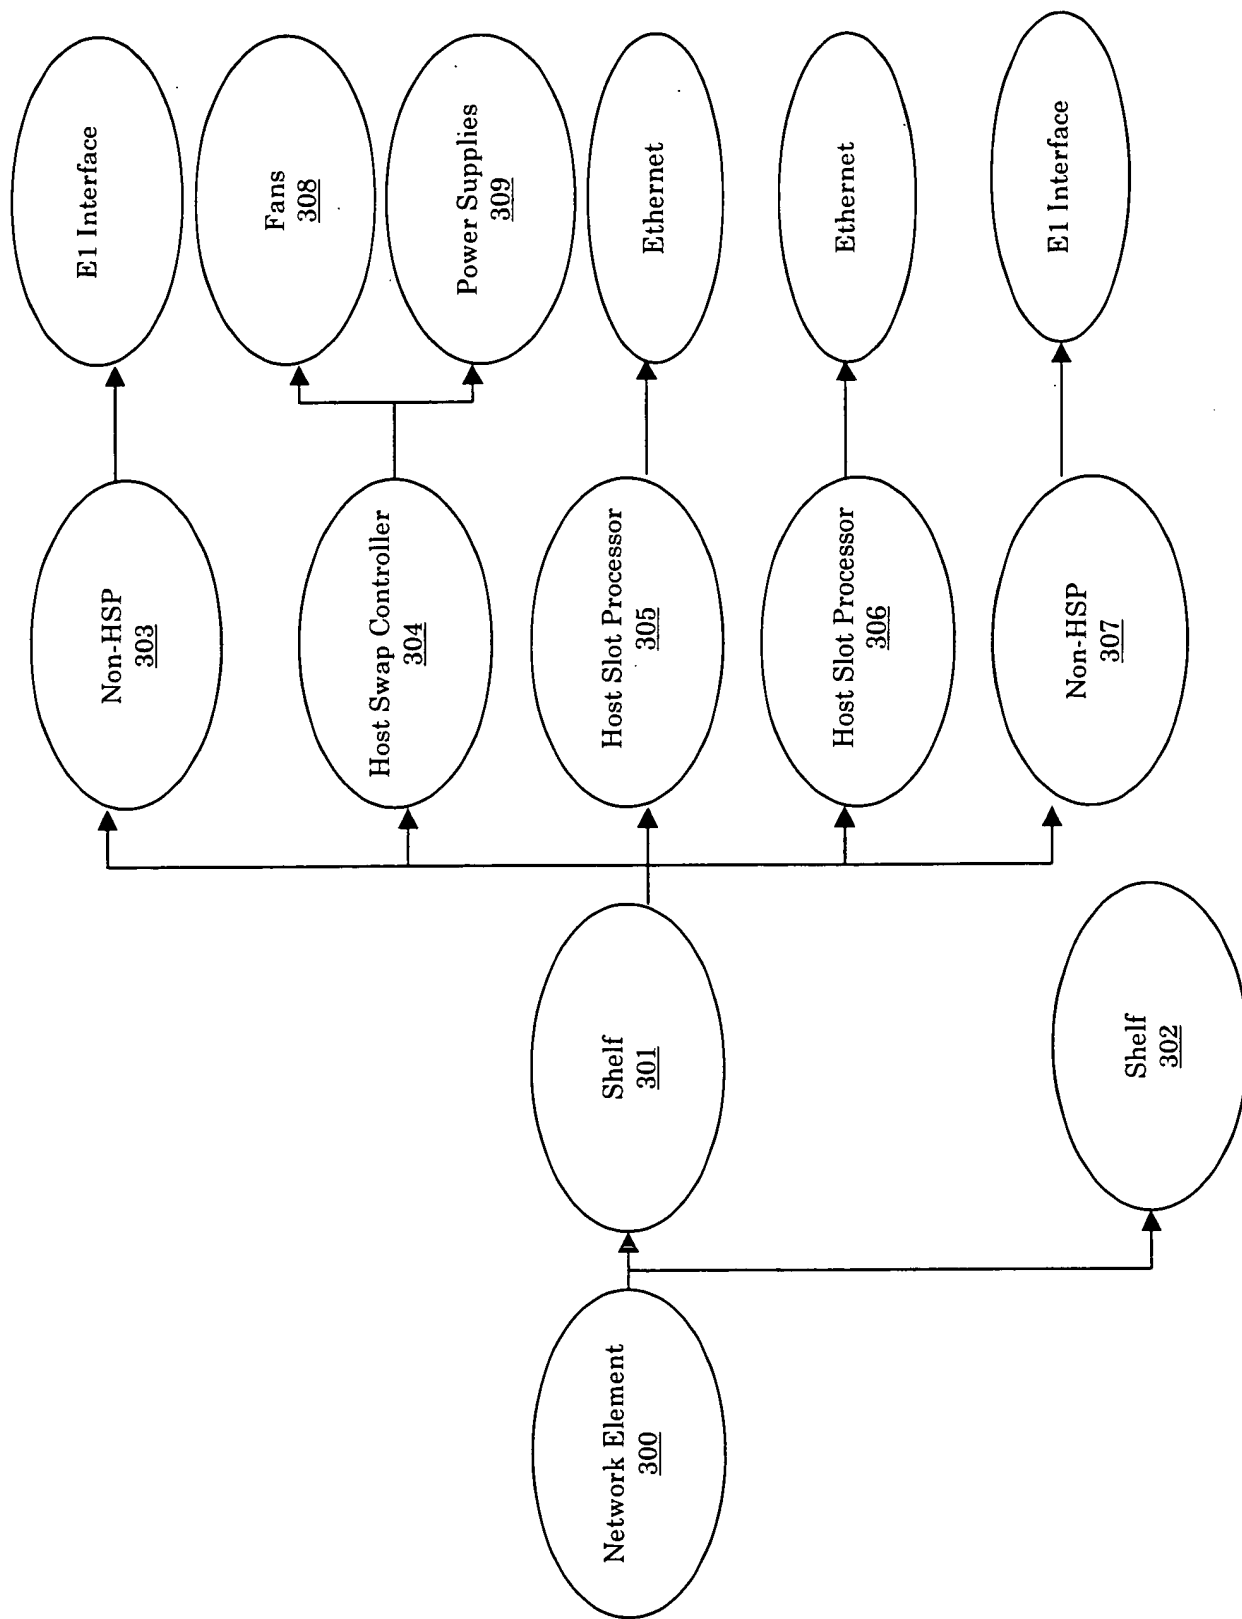 Network Element
300
Shelf
301
Shelf
302
Non-HSP
303
Host Swap Controller
304
Host Slot Processor
305
Host Slot Processor
306
Non-HSP
307
E1 Interface
Fans
308
Power Supplies
309
Ethernet
Ethernet
E1 Interface